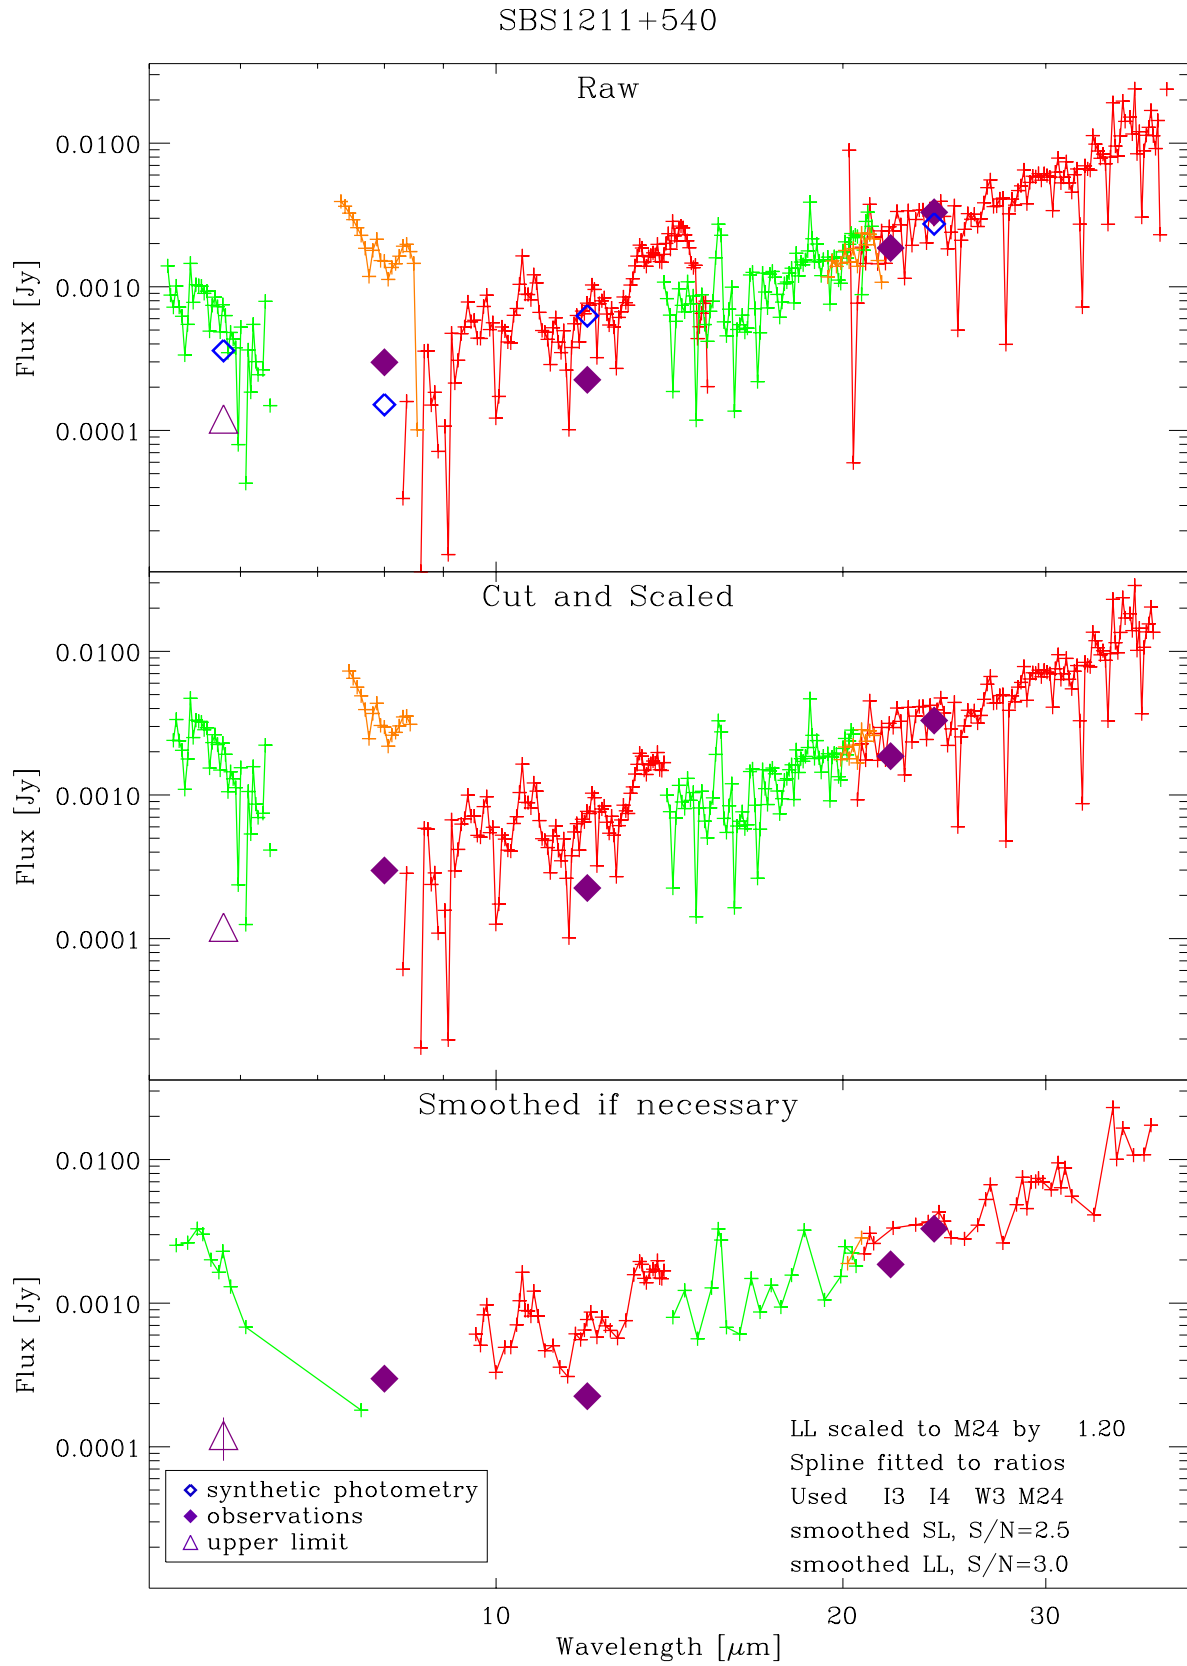 SBS1211+540
Raw
0.0100
0.0010
0.0001
Flux [Jy]
Cut and Scaled
0.0100
0.0010
0.0001
Flux [Jy]
Smoothed if necessary
0.0100
0.0010
0.0001
Flux [Jy]
LL scaled to M24 by 1.20
Spline fitted to ratios
Used I3 I4 W3 M24
smoothed SL, S/N=2.5
smoothed LL, S/N=3.0
synthetic photometry
observations
upper limit
10 20 30
Wavelength [μm]